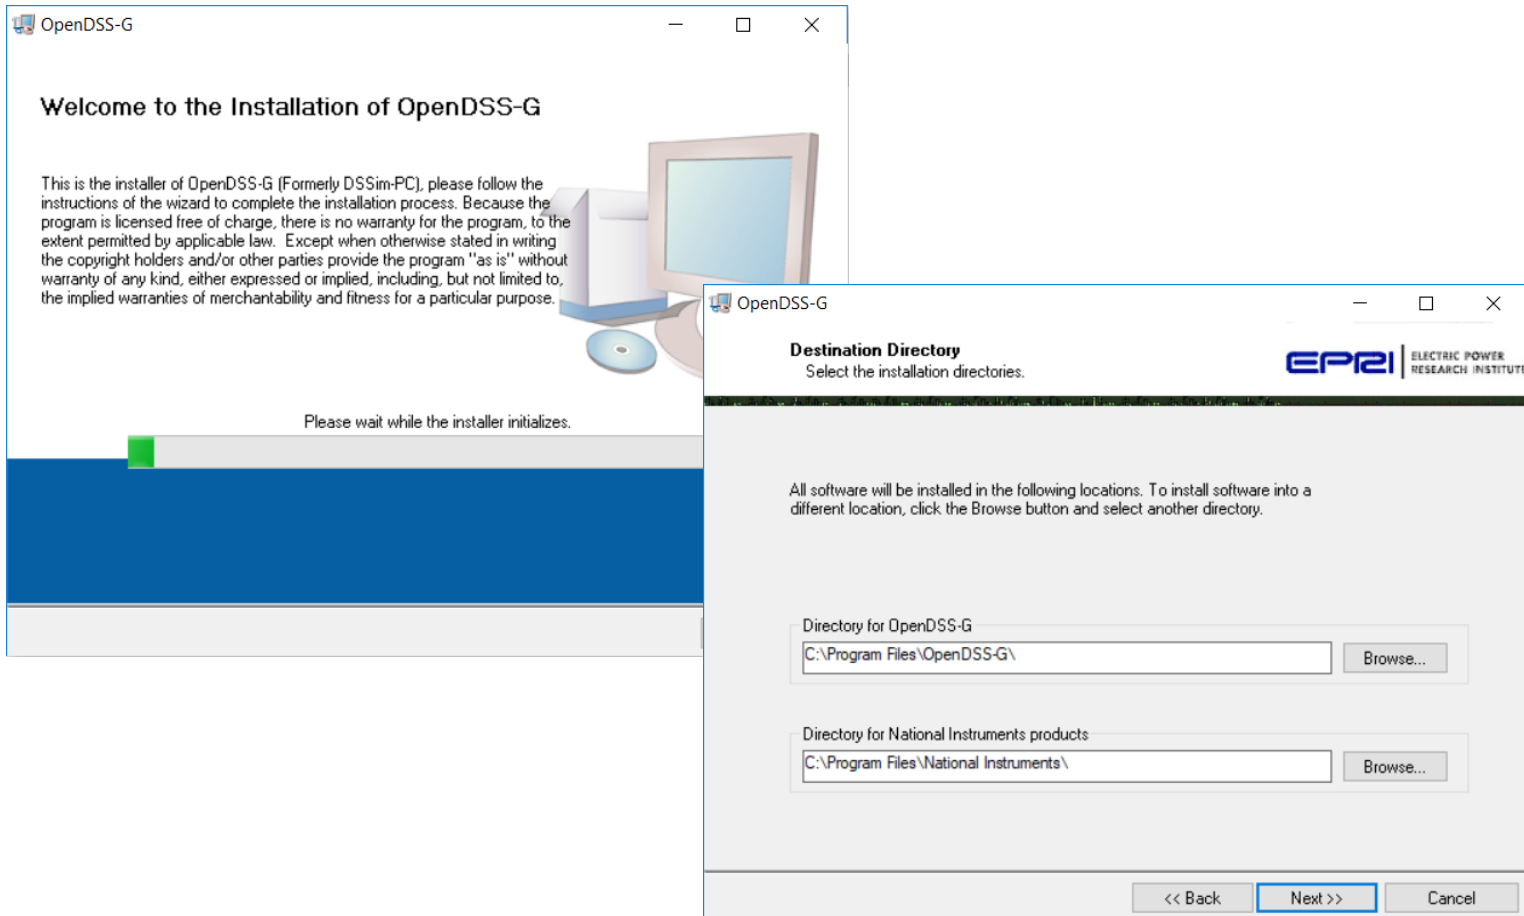 OpenDSS-G
Welcome to the Installation of OpenDSS-G
This is the installer of OpenDSS-G (Formerly DSSim-PC), please follow the
instructions of the wizard to complete the installation process. Because the
program is licensed free of charge, there is no warranty for the program, to the
extent permitted by applicable law.  Except when otherwise stated in writing
the copyright holders and/or other parties provide the program "as is" without
warranty of any kind, either expressed or implied, including, but not limited to,
the implied warranties of merchantability and fitness for a particular purpose.
Please wait while the installer initializes.
OpenDSS-G
Destination Directory
Select the installation directories.
EPRI
ELECTRIC POWER
RESEARCH INSTITUTE
All software will be installed in the following locations. To install software into a
different location, click the Browse button and select another directory.
Directory for OpenDSS-G
C:\Program Files\OpenDSS-G\
Browse...
Directory for National Instruments products
C:\Program Files\National Instruments\
Browse...
<< Back
Next >>
Cancel